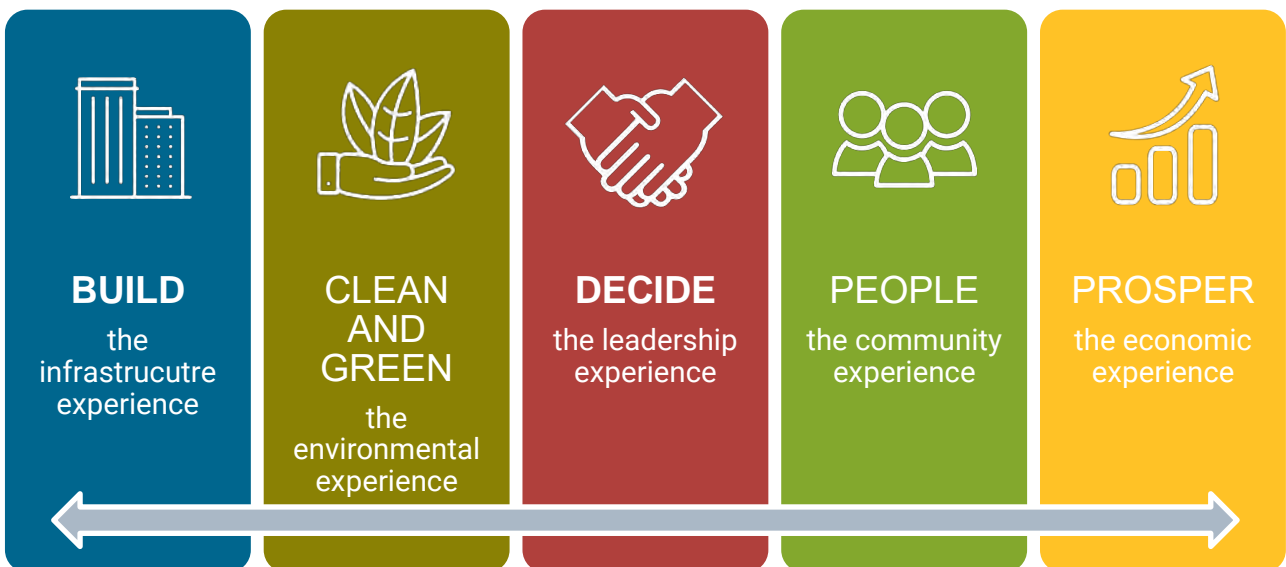 BUILD
the
infrastrucutre
experience
CLEAN
AND
GREEN
the
environmental
experience
DECIDE
the leadership
experience
PEOPLE
the community
experience
PROSPER
the economic
experience